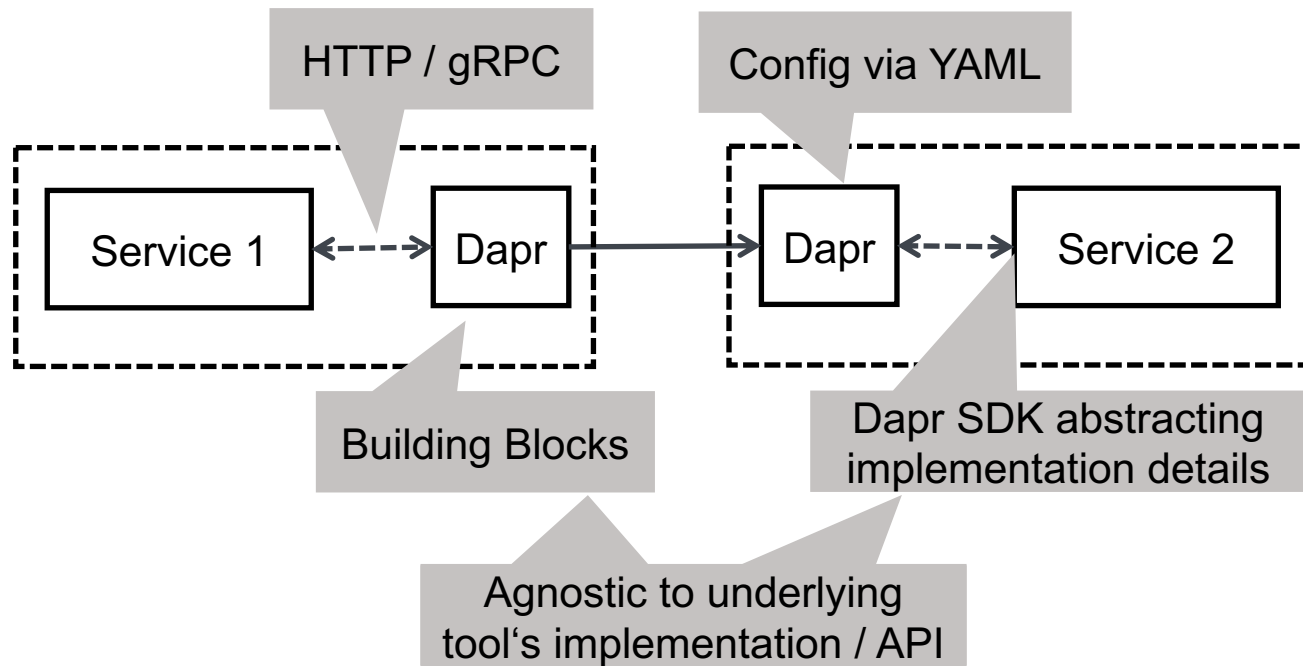 HTTP / gRPC
Config via YAML
Service 1
Dapr
Dapr
Service 2
Building Blocks
Dapr SDK abstracting
implementation details
Agnostic to underlying
tool‘s implementation / API